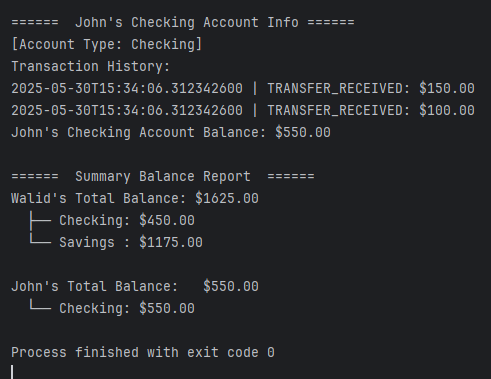 ======  John's Checking Account Info ======
[Account Type: Checking]
Transaction History:
2025-05-30T15:34:06.312342600 | TRANSFER_RECEIVED: $150.00
2025-05-30T15:34:06.312342600 | TRANSFER_RECEIVED: $100.00
John's Checking Account Balance: $550.00

======  Summary Balance Report  ======
Walid's Total Balance: $1625.00
  ├── Checking: $450.00
  └── Savings : $1175.00

John's Total Balance:   $550.00
  └── Checking: $550.00

Process finished with exit code 0